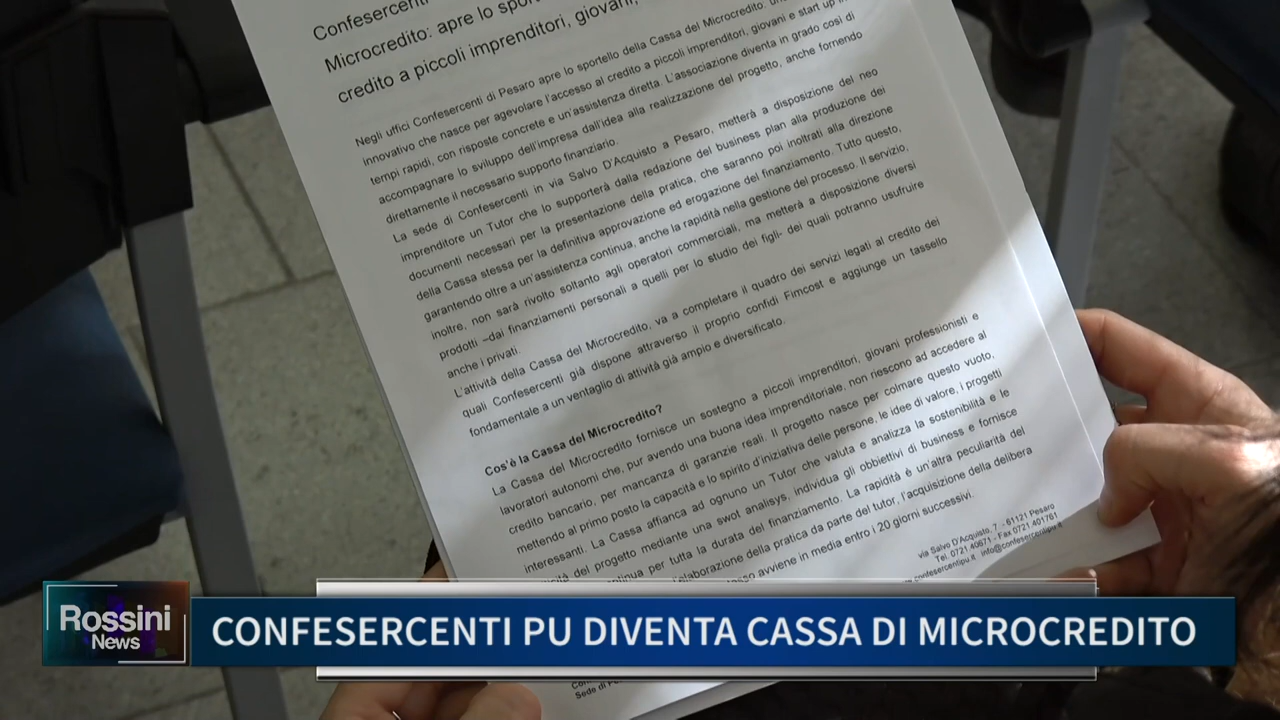 Confesercenti
Microcredito: apre lo sport
credito a piccoli imprenditori, giovani,
Negli uffici Confesercenti di Pesaro apre lo sportello della Cassa del Microcredito:
innovativo che nasce per agevolare l'accesso al credito a piccoli imprenditori, giovani e start up in
tempi rapidi, con risposte concrete e un'assistenza diretta. L'associazione diventa in grado così di
accompagnare lo sviluppo dell'impresa dall'idea alla realizzazione del progetto, anche fornendo
direttamente il necessario supporto finanziario.
La sede di Confesercenti in via Salvo D'Acquisto a Pesaro, metterà a disposizione del neo
imprenditore un Tutor che lo supporterà dalla redazione del business plan alla produzione dei
documenti necessari per la presentazione della pratica, che saranno poi inoltrati alla direzione
della Cassa stessa per la definitiva approvazione ed erogazione del finanziamento. Tutto questo,
garantendo oltre a un'assistenza continua, anche la rapidità nella gestione del processo. Il servizio,
inoltre, non sarà rivolto soltanto agli operatori commerciali, ma metterà a disposizione diversi
prodotti –dai finanziamenti personali a quelli per lo studio dei figli- dei quali potranno usufruire
anche i privati.
L'attività della Cassa del Microcredito, va a completare il quadro dei servizi legati al credito dei
quali Confesercenti già dispone attraverso il proprio confidi Fimcost e aggiunge un tassello
fondamentale a un ventaglio di attività già ampio e diversificato.
Cos'è la Cassa del Microcredito?
La Cassa del Microcredito fornisce un sostegno a piccoli imprenditori, giovani professionisti e
lavoratori autonomi che, pur avendo una buona idea imprenditoriale, non riescono ad accedere al
credito bancario, per mancanza di garanzie reali. Il progetto nasce per colmare questo vuoto,
mettendo al primo posto la capacità e lo spirito d'iniziativa delle persone, le idee di valore, i progetti
interessanti. La Cassa affianca ad ognuno un Tutor che valuta e analizza la sostenibilità e le
del progetto mediante una swot analisys, individua gli obbiettivi di business e fornisce
continua per tutta la durata del finanziamento. La rapidità è un'altra peculiarità del
l'elaborazione della pratica da parte del tutor, l'acquisizione della delibera
avviene in media entro i 20 giorni successivi.
via Salvo D'Acquisto, 7 - 61121 Pesaro
Tel. 0721 40671 - Fax 0721 401761
confesercentipu.it info@confesercentipu.it
Sede di
Rossini
News
CONFESERCENTI PU DIVENTA CASSA DI MICROCREDITO